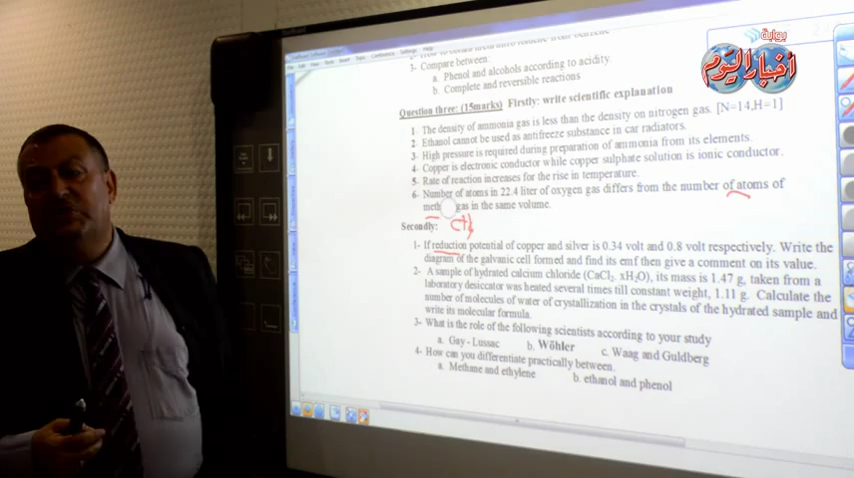 بوابة
أخبار اليوم
3- Compare between.
a. Phenol and alcohols according to acidity
b. Complete and reversible reactions
Question three: (15marks) Firstly: write scientific explanation
1- The density of ammonia gas is less than the density on nitrogen gas. [N=14,H=1]
2- Ethanol cannot be used as antifreeze substance in car radiators.
3- High pressure is required during preparation of ammonia from its elements.
4- Copper is electronic conductor while copper sulphate solution is ionic conductor.
5- Rate of reaction increases for the rise in temperature.
6- Number of atoms in 22.4 liter of oxygen gas differs from the number of atoms of
meth gas in the same volume.
Secondly:
1- If reduction potential of copper and silver is 0.34 volt and 0.8 volt respectively. Write the
diagram of the galvanic cell formed and find its emf then give a comment on its value.
2- A sample of hydrated calcium chloride (CaCl₂. xH₂O), its mass is 1.47 g, taken from a
laboratory desiccator was heated several times till constant weight, 1.11 g. Calculate the
number of molecules of water of crystallization in the crystals of the hydrated sample and
write its molecular formula.
3- What is the role of the following scientists according to your study
a. Gay - Lussac b. Wöhler c. Waag and Guldberg
4- How can you differentiate practically between.
a. Methane and ethylene b. ethanol and phenol